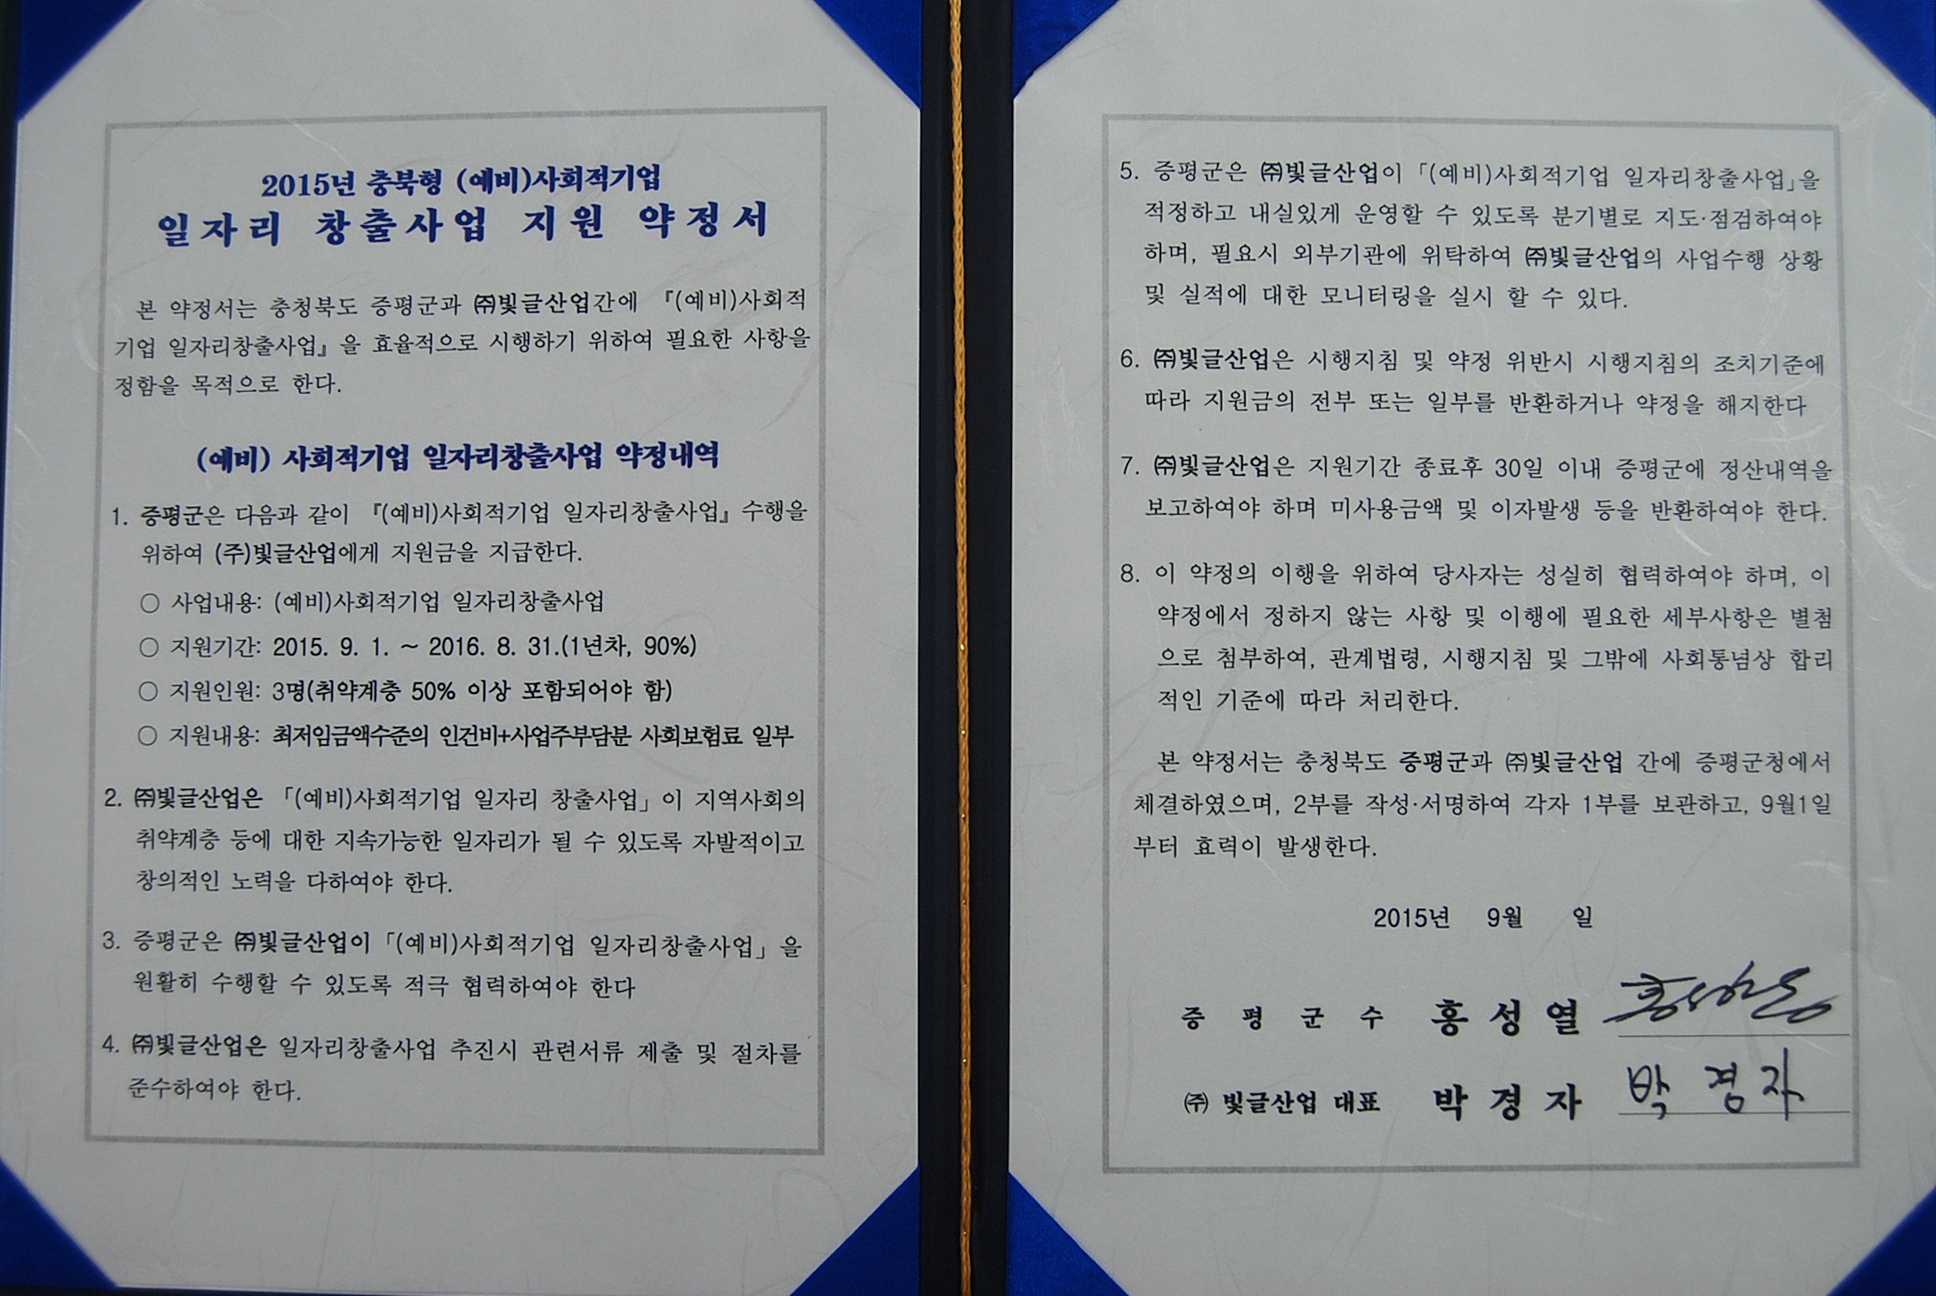 2015년 충북형 (예비)사회적기업
일자리 창출사업 지원 약정서
본 약정서는 충청북도 증평군과 ㈜빛글산업간에 『(예비)사회적
기업 일자리창출사업』을 효율적으로 시행하기 위하여 필요한 사항을
정함을 목적으로 한다.
(예비) 사회적기업 일자리창출사업 약정내역
1. 증평군은 다음과 같이 『(예비)사회적기업 일자리창출사업』 수행을
위하여 (주)빛글산업에게 지원금을 지급한다.
○ 사업내용: (예비)사회적기업 일자리창출사업
○ 지원기간: 2015. 9. 1. ~ 2016. 8. 31.(1년차, 90%)
○ 지원인원: 3명(취약계층 50% 이상 포함되어야 함)
○ 지원내용: 최저임금액수준의 인건비+사업주부담분 사회보험료 일부
2. ㈜빛글산업은 「(예비)사회적기업 일자리 창출사업」이 지역사회의
취약계층 등에 대한 지속가능한 일자리가 될 수 있도록 자발적이고
창의적인 노력을 다하여야 한다.
3. 증평군은 ㈜빛글산업이 「(예비)사회적기업 일자리창출사업」을
원활히 수행할 수 있도록 적극 협력하여야 한다
4. ㈜빛글산업은 일자리창출사업 추진시 관련서류 제출 및 절차를
준수하여야 한다.
5. 증평군은 ㈜빛글산업이 「(예비)사회적기업 일자리창출사업」을
적정하고 내실있게 운영할 수 있도록 분기별로 지도·점검하여야
하며, 필요시 외부기관에 위탁하여 ㈜빛글산업의 사업수행 상황
및 실적에 대한 모니터링을 실시 할 수 있다.
6. ㈜빛글산업은 시행지침 및 약정 위반시 시행지침의 조치기준에
따라 지원금의 전부 또는 일부를 반환하거나 약정을 해지한다
7. ㈜빛글산업은 지원기간 종료후 30일 이내 증평군에 정산내역을
보고하여야 하며 미사용금액 및 이자발생 등을 반환하여야 한다.
8. 이 약정의 이행을 위하여 당사자는 성실히 협력하여야 하며, 이
약정에서 정하지 않는 사항 및 이행에 필요한 세부사항은 별첨
으로 첨부하여, 관계법령, 시행지침 및 그밖에 사회통념상 합리
적인 기준에 따라 처리한다.
본 약정서는 충청북도 증평군과 ㈜빛글산업 간에 증평군청에서
체결하였으며, 2부를 작성·서명하여 각자 1부를 보관하고, 9월1일
부터 효력이 발생한다.
2015년 9월 일
증 평 군 수 홍 성 열
㈜ 빛글산업 대표 박 경 자 박 경 자